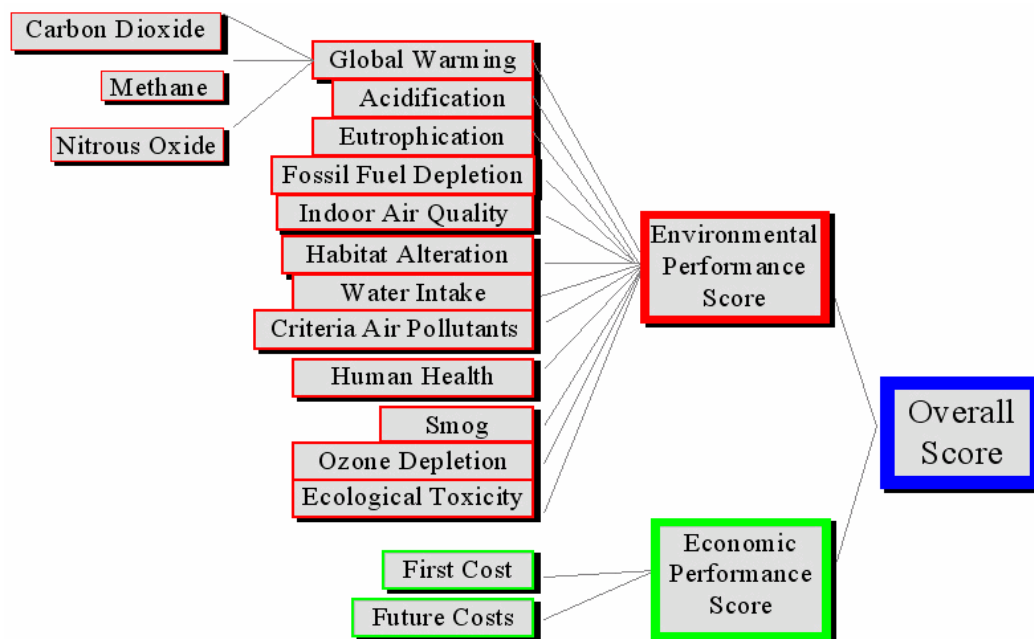 Carbon Dioxide
Methane
Nitrous Oxide
Global Warming
Acidification
Eutrophication
Fossil Fuel Depletion
Indoor Air Quality
Habitat Alteration
Water Intake
Criteria Air Pollutants
Human Health
Smog
Ozone Depletion
Ecological Toxicity
First Cost
Future Costs
Environmental
Performance
Score
Economic
Performance
Score
Overall
Score